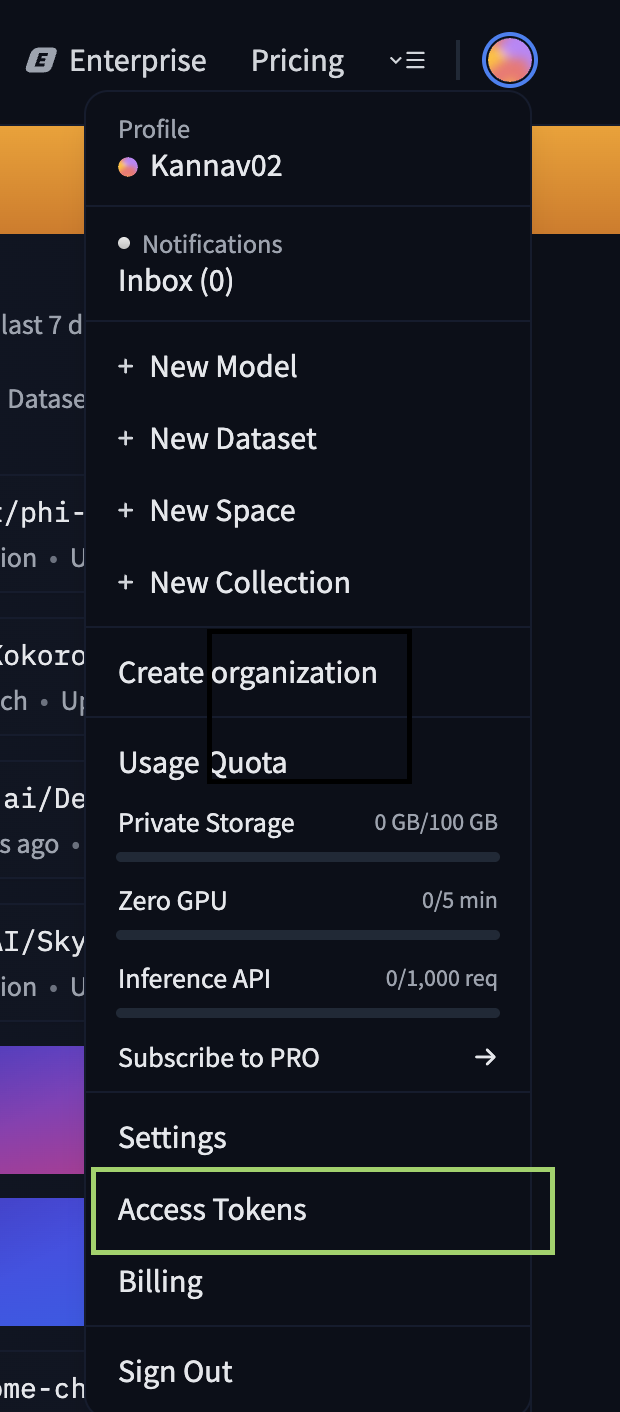 E Enterprise Pricing
Profile
Kannav02
Notifications
Inbox (0)
last 7 d
+ New Model
Datase
+ New Dataset
t/phi-
+ New Space
ion • U
+ New Collection
Kokoro
Create organization
ch • Up
Usage Quota
ai/De
Private Storage 0 GB/100 GB
s ago •
Zero GPU 0/5 min
AI/Sky
Inference API 0/1,000 req
ion • U
Subscribe to PRO →
Settings
Access Tokens
Billing
Sign Out
ome-ch